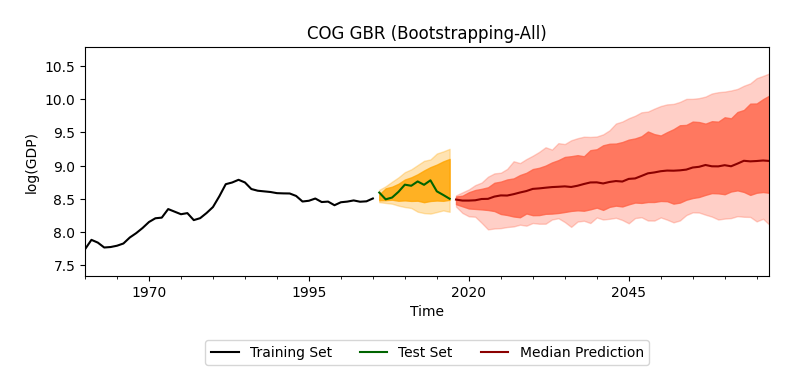 COG GBR (Bootstrapping-All)
log(GDP)
10.5
10.0
9.5
9.0
8.5
8.0
7.5
1970 1995 2020 2045
Time
Training Set Test Set Median Prediction